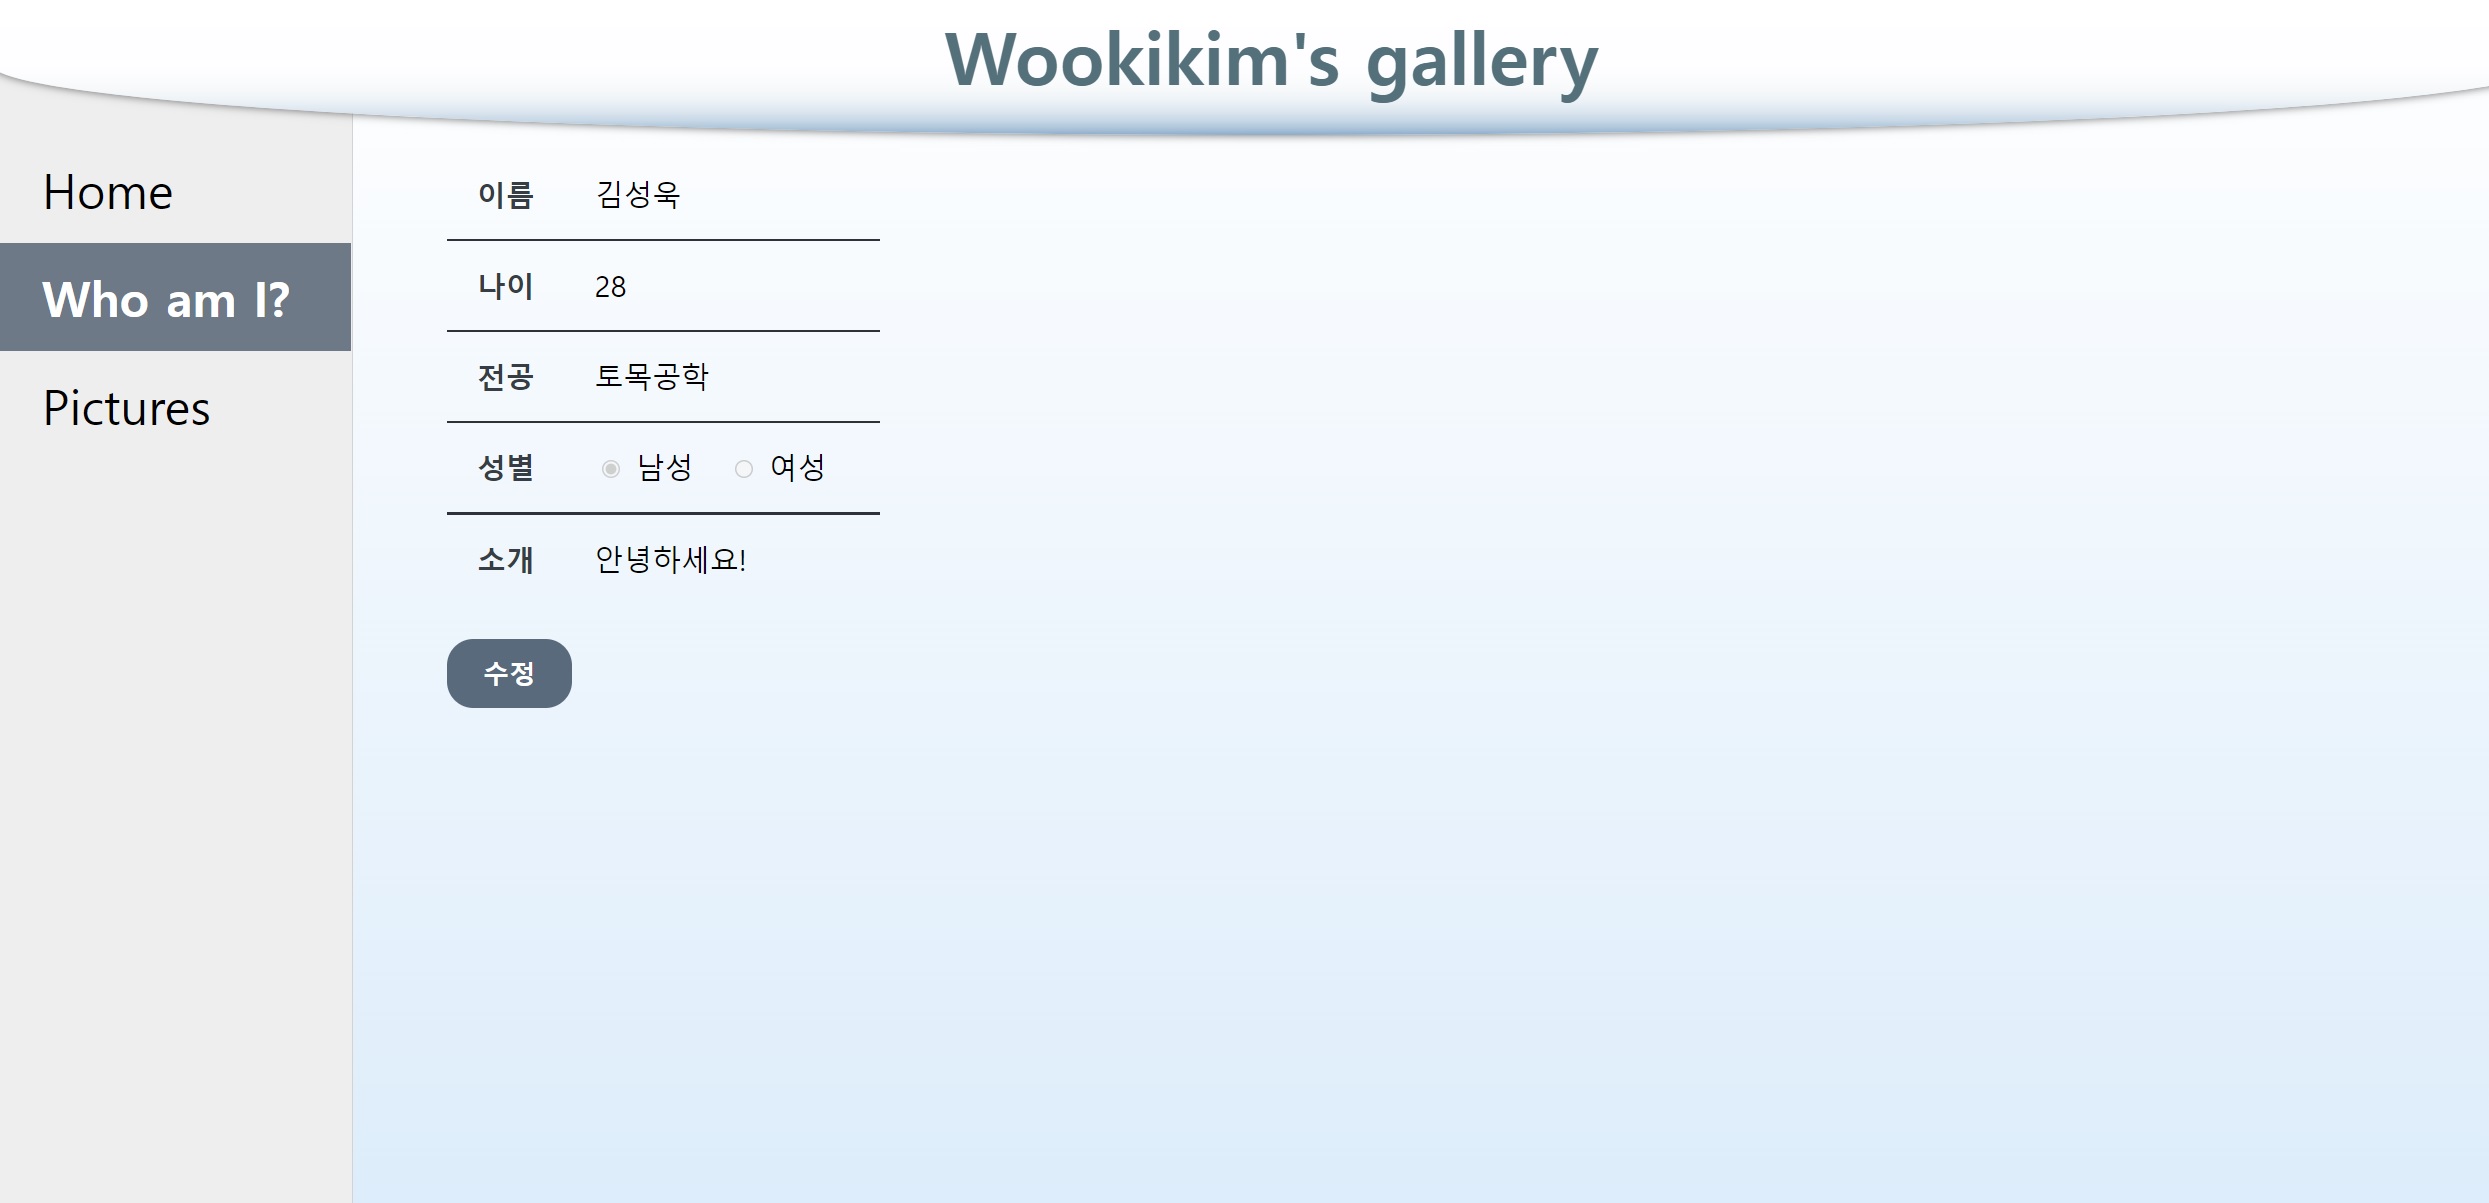 Wookikim's gallery
Home
Who am I?
Pictures
이름 김성욱
나이 28
전공 토목공학
성별 남성 여성
소개 안녕하세요!
수정